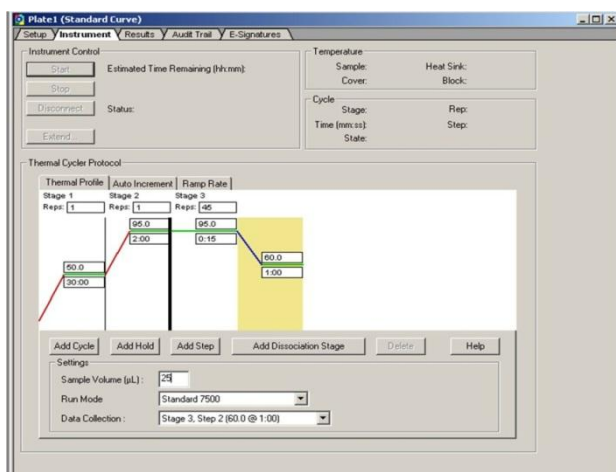 Plate1 (Standard Curve)
Setup Instrument Results Audit Trail E-Signatures
Instrument Control
Start
Estimated Time Remaining (hh:mm):
Stop
Disconnect
Status:
Extend...
Temperature
Sample: Heat Sink:
Cover: Block:
Cycle
Stage: Rep:
Time (mm:ss): Step:
State:
Thermal Cycler Protocol
Thermal Profile Auto Increment Ramp Rate
Stage 1 Stage 2 Stage 3
Reps: 1 Reps: 1 Reps: 45
95.0 95.0
2:00 0:15
60.0
1:00
30:00
Add Cycle Add Hold Add Step Add Dissociation Stage Delete Help
Settings
Sample Volume (µL) : 25
Run Mode Standard 7500
Data Collection : Stage 3, Step 2 (60.0 @ 1:00)